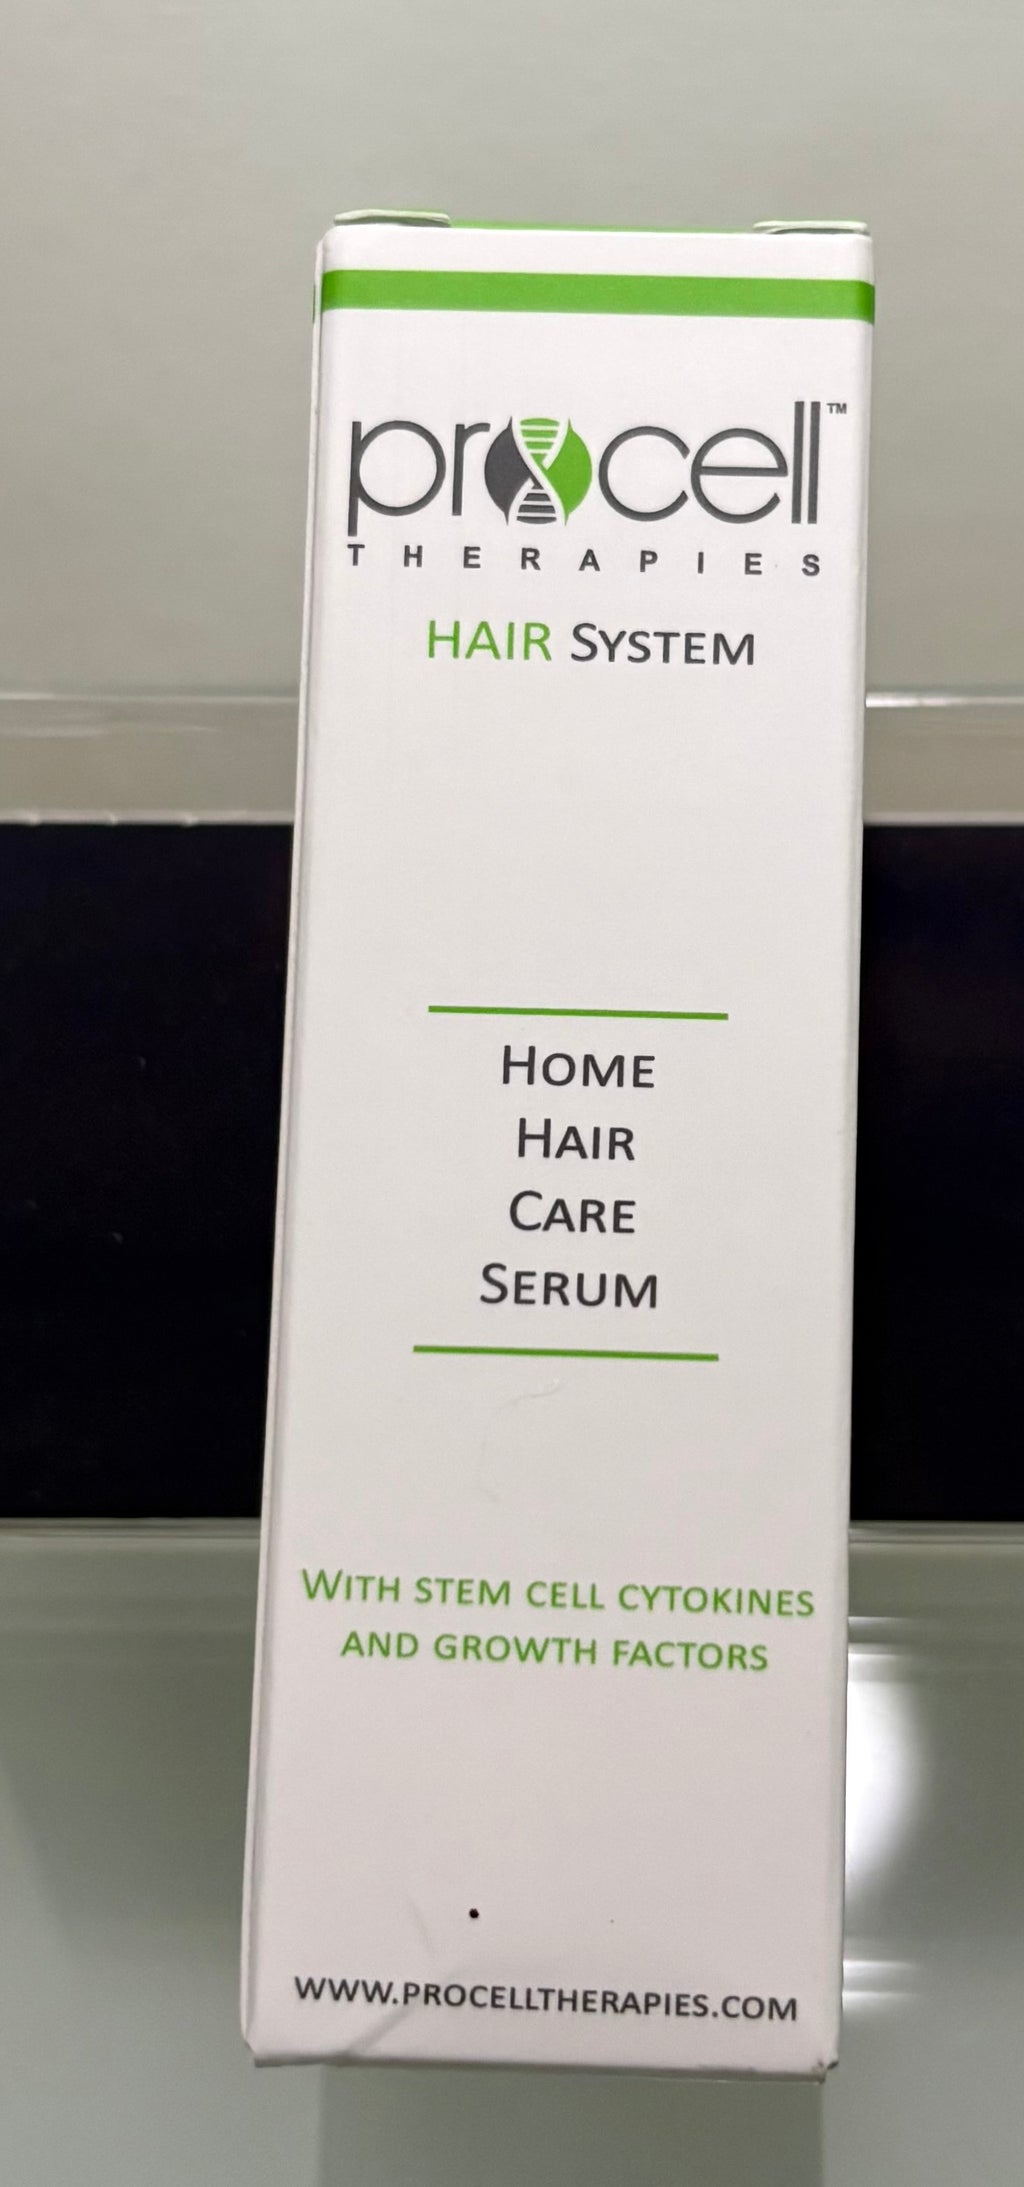 procell™
THERAPIES
HAIR SYSTEM
HOME
HAIR
CARE
SERUM
WITH STEM CELL CYTOKINES
AND GROWTH FACTORS
WWW.PROCELLTHERAPIES.COM